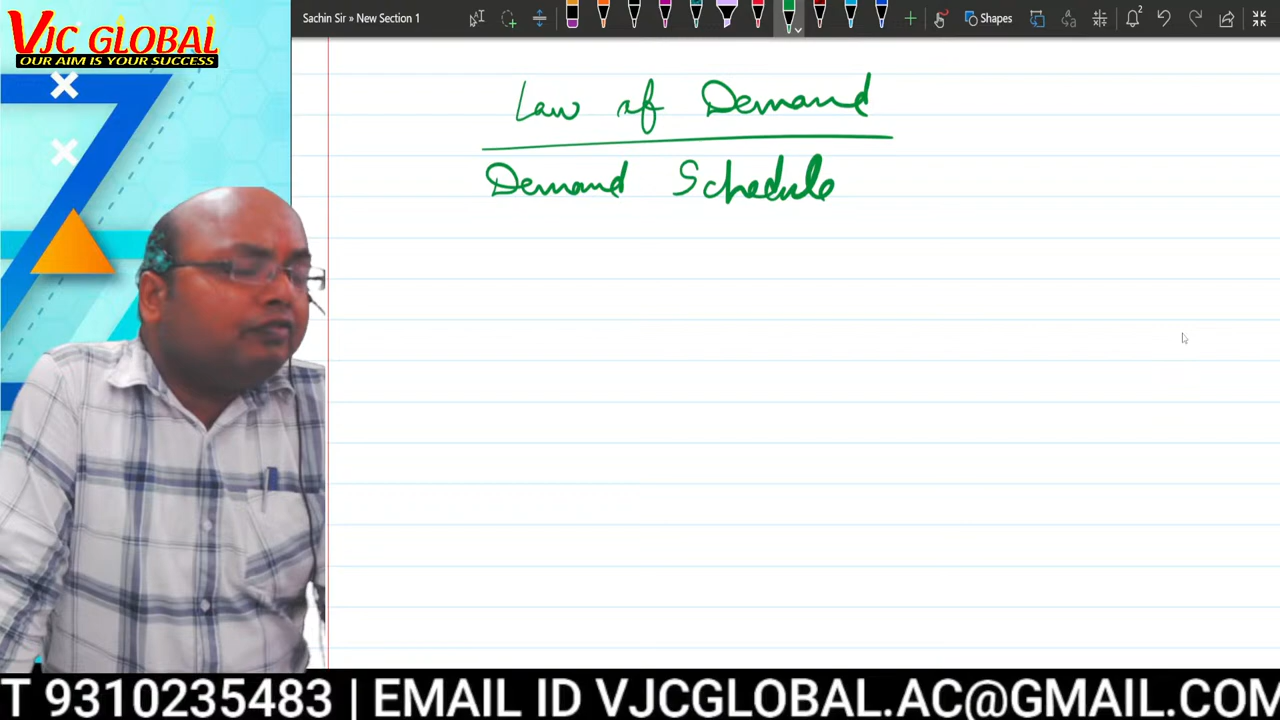 VJC GLOBAL
OUR AIM IS YOUR SUCCESS
Sachin Sir » New Section 1
Shapes
2
Law of Demand
Demand Schedule
T 9310235483 | EMAIL ID VJCGLOBAL.AC@GMAIL.COM